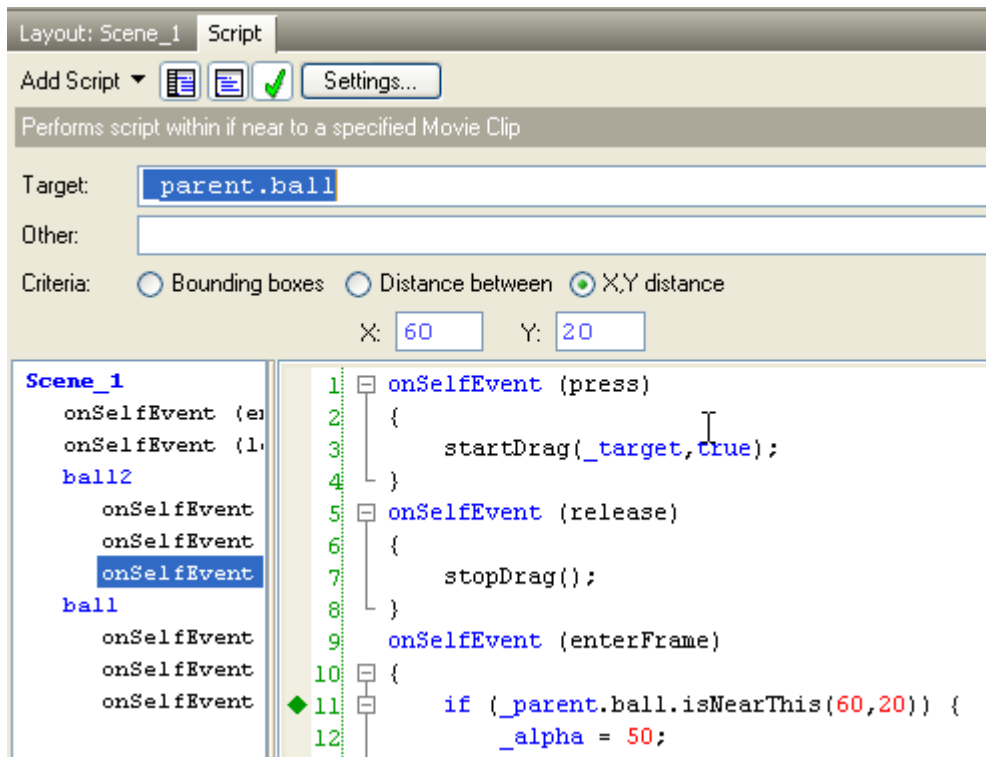 Layout: Scene_1 Script
Add Script Settings...
Performs script within if near to a specified Movie Clip
Target: _parent.ball
Other:
Criteria: Bounding boxes Distance between X,Y distance
X: 60 Y: 20
Scene_1
onSelfEvent (
onSelfEvent (
ball2
onSelfEvent
onSelfEvent
onSelfEvent
ball
onSelfEvent
onSelfEvent
onSelfEvent
1 onSelfEvent (press)
2 {
3 startDrag(_target,true);
4 }
5 onSelfEvent (release)
6 {
7 stopDrag();
8 }
9 onSelfEvent (enterFrame)
10 {
11 if (_parent.ball.isNearThis(60,20)) {
12 _alpha = 50;